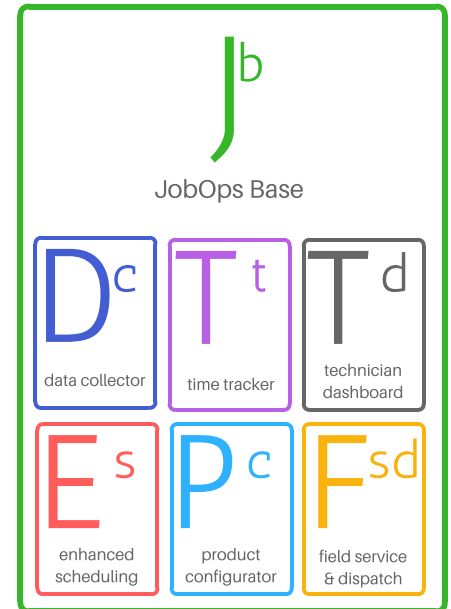 Jb
JobOps Base
Dc
data collector
Tt
time tracker
Td
technician
dashboard
Es
enhanced
scheduling
Pc
product
configurator
Fsd
field service
& dispatch